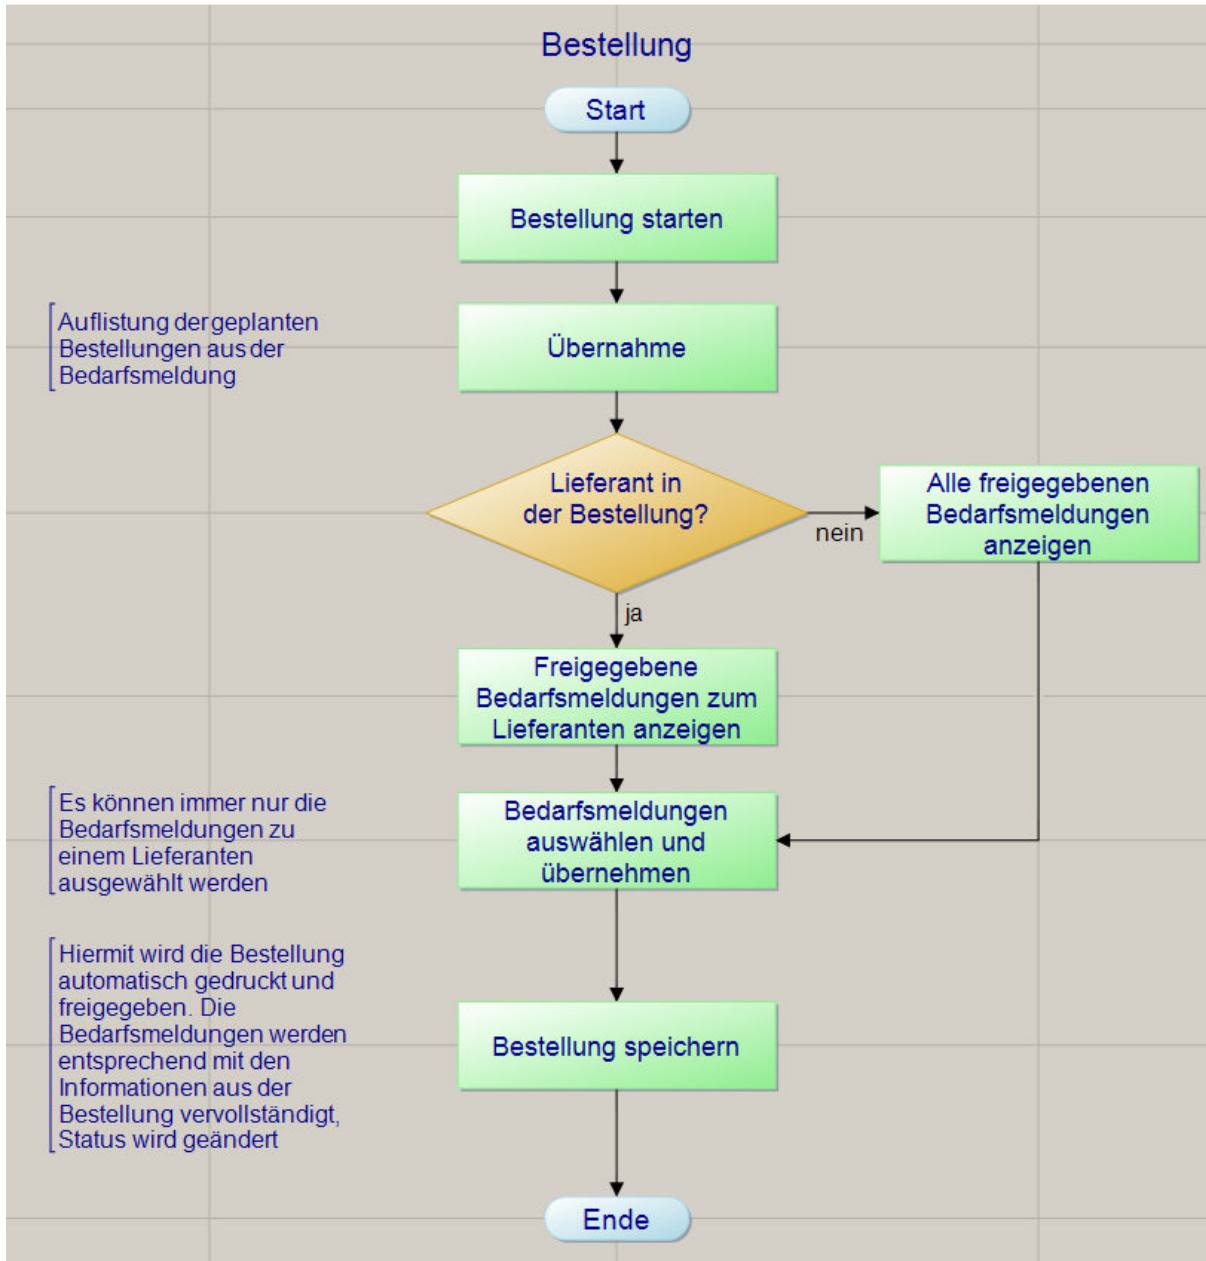 Bestellung
Start
Bestellung starten
Auflistung der geplanten
Bestellungen aus der
Bedarfsmeldung
Übernahme
Lieferant in
der Bestellung?
nein
Alle freigegebenen
Bedarfsmeldungen
anzeigen
ja
Freigegebene
Bedarfsmeldungen zum
Lieferanten anzeigen
Es können immer nur die
Bedarfsmeldungen zu
einem Lieferanten
ausgewählt werden
Bedarfsmeldungen
auswählen und
übernehmen
Hiermit wird die Bestellung
automatisch gedruckt und
freigegeben. Die
Bedarfsmeldungen werden
entsprechend mit den
Informationen aus der
Bestellung vervollständigt,
Status wird geändert
Bestellung speichern
Ende